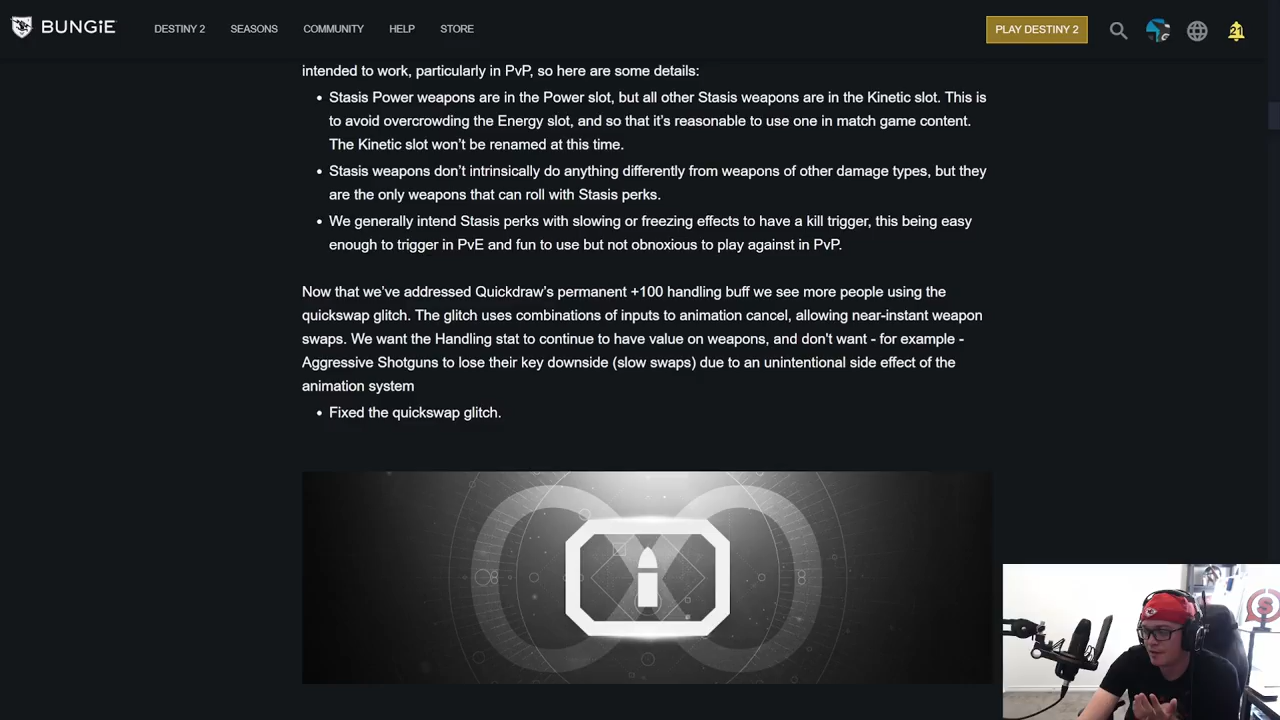 BUNGiE
DESTINY 2
SEASONS
COMMUNITY
HELP
STORE
PLAY DESTINY 2
21
intended to work, particularly in PvP, so here are some details:
• Stasis Power weapons are in the Power slot, but all other Stasis weapons are in the Kinetic slot. This is
to avoid overcrowding the Energy slot, and so that it’s reasonable to use one in match game content.
The Kinetic slot won’t be renamed at this time.
• Stasis weapons don’t intrinsically do anything differently from weapons of other damage types, but they
are the only weapons that can roll with Stasis perks.
• We generally intend Stasis perks with slowing or freezing effects to have a kill trigger, this being easy
enough to trigger in PvE and fun to use but not obnoxious to play against in PvP.
Now that we’ve addressed Quickdraw’s permanent +100 handling buff we see more people using the
quickswap glitch. The glitch uses combinations of inputs to animation cancel, allowing near-instant weapon
swaps. We want the Handling stat to continue to have value on weapons, and don't want - for example -
Aggressive Shotguns to lose their key downside (slow swaps) due to an unintentional side effect of the
animation system
• Fixed the quickswap glitch.